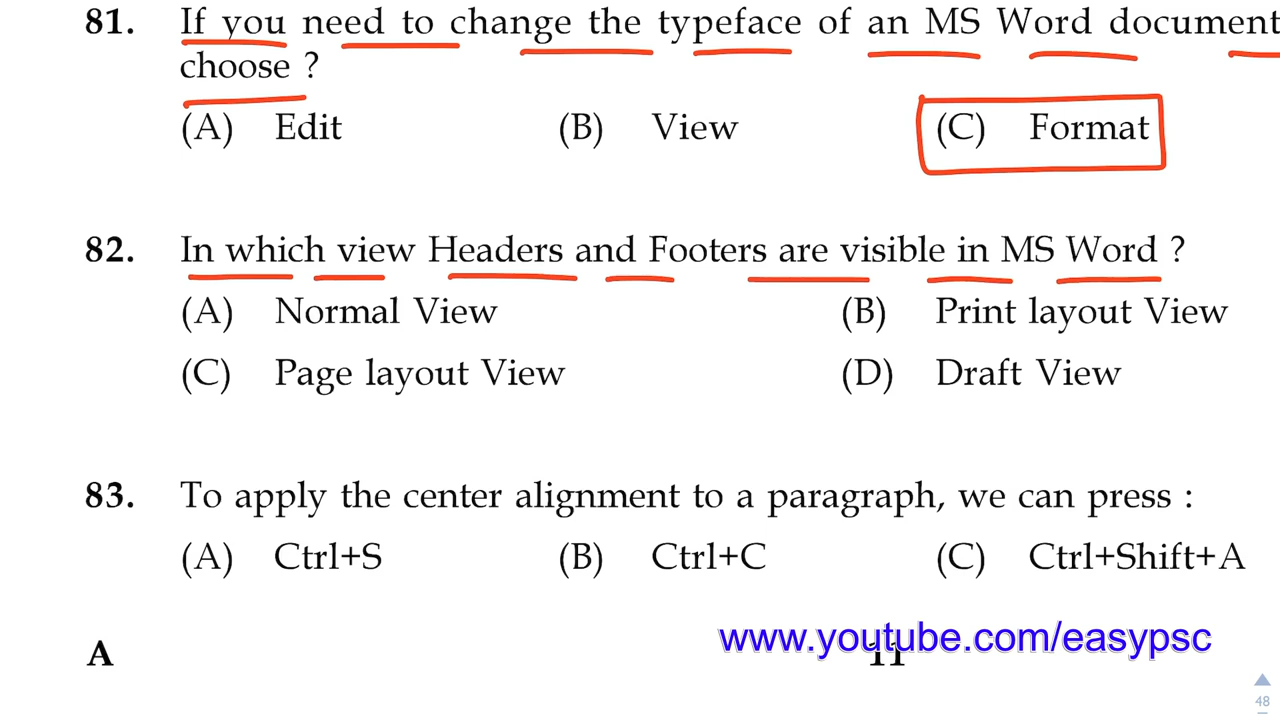 81. If you need to change the typeface of an MS Word document
choose ?
(A) Edit (B) View (C) Format
82. In which view Headers and Footers are visible in MS Word ?
(A) Normal View (B) Print layout View
(C) Page layout View (D) Draft View
83. To apply the center alignment to a paragraph, we can press :
(A) Ctrl+S (B) Ctrl+C (C) Ctrl+Shift+A
www.youtube.com/easypsc
A 11
48